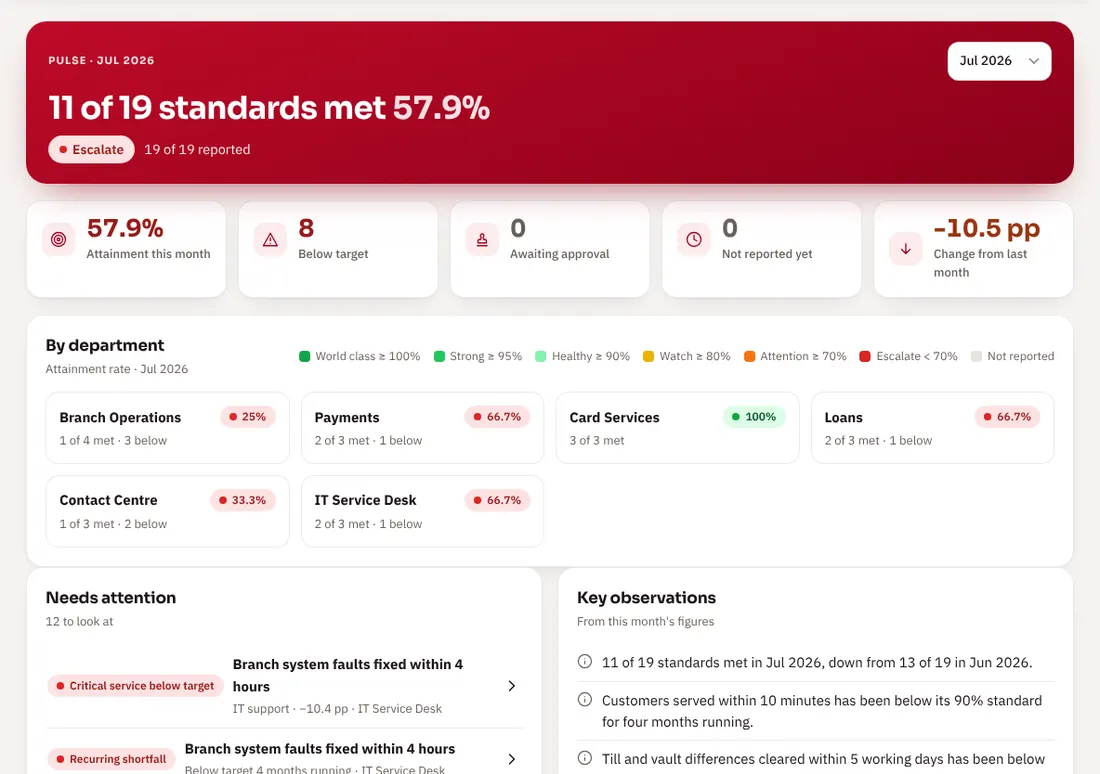 PULSE · JUL 2026
Jul 2026
11 of 19 standards met 57.9%
Escalate
19 of 19 reported
57.9%
Attainment this month
8
Below target
0
Awaiting approval
0
Not reported yet
−10.5 pp
Change from last
month
By department
Attainment rate · Jul 2026
World class ≥ 100%
Strong ≥ 95%
Healthy ≥ 90%
Watch ≥ 80%
Attention ≥ 70%
Escalate < 70%
Not reported
Branch Operations
25%
1 of 4 met · 3 below
Payments
66.7%
2 of 3 met · 1 below
Card Services
100%
3 of 3 met
Loans
66.7%
2 of 3 met · 1 below
Contact Centre
33.3%
1 of 3 met · 2 below
IT Service Desk
66.7%
2 of 3 met · 1 below
Needs attention
12 to look at
Critical service below target
Branch system faults fixed within 4
hours
IT support · −10.4 pp · IT Service Desk
Recurring shortfall
Branch system faults fixed within 4 hours
Below target 4 months running · IT Service Desk
Key observations
From this month's figures
11 of 19 standards met in Jul 2026, down from 13 of 19 in Jun 2026.
Customers served within 10 minutes has been below its 90% standard
for four months running.
Till and vault differences cleared within 5 working days has been below